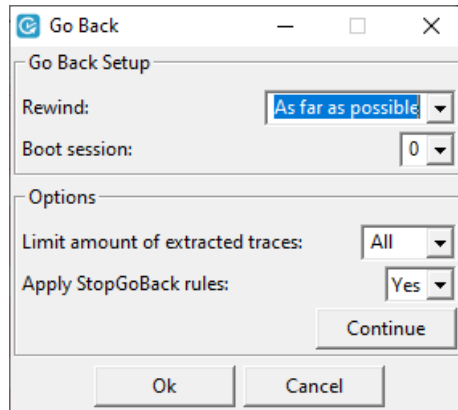 Go Back
Go Back Setup
Rewind: As far as possible
Boot session: 0
Options
Limit amount of extracted traces: All
Apply StopGoBack rules: Yes
Continue
Ok Cancel